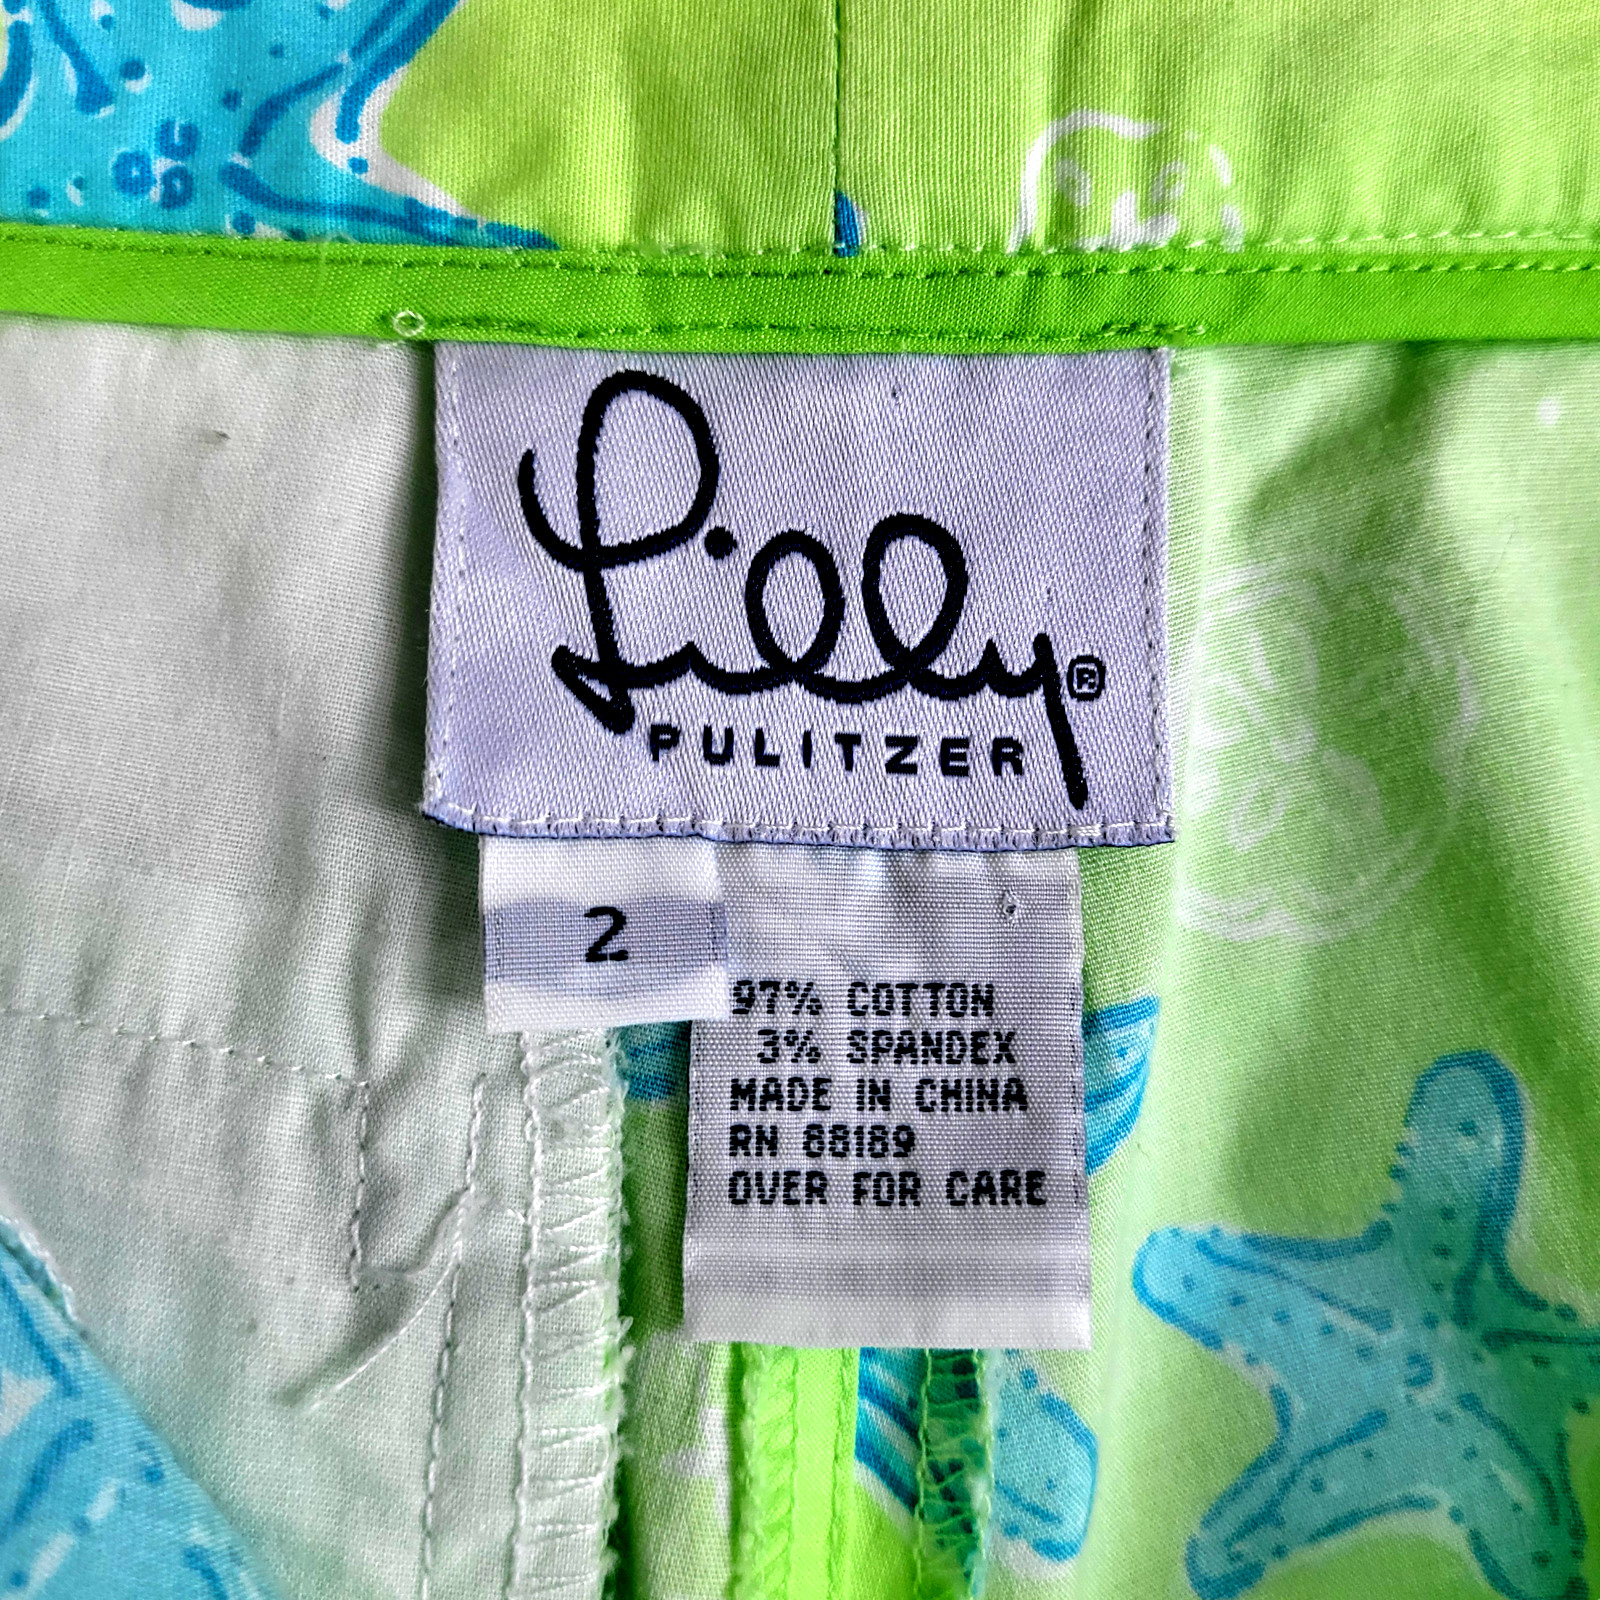 Lilly®
PULITZER
2
97% COTTON
3% SPANDEX
MADE IN CHINA
RN 88189
OVER FOR CARE